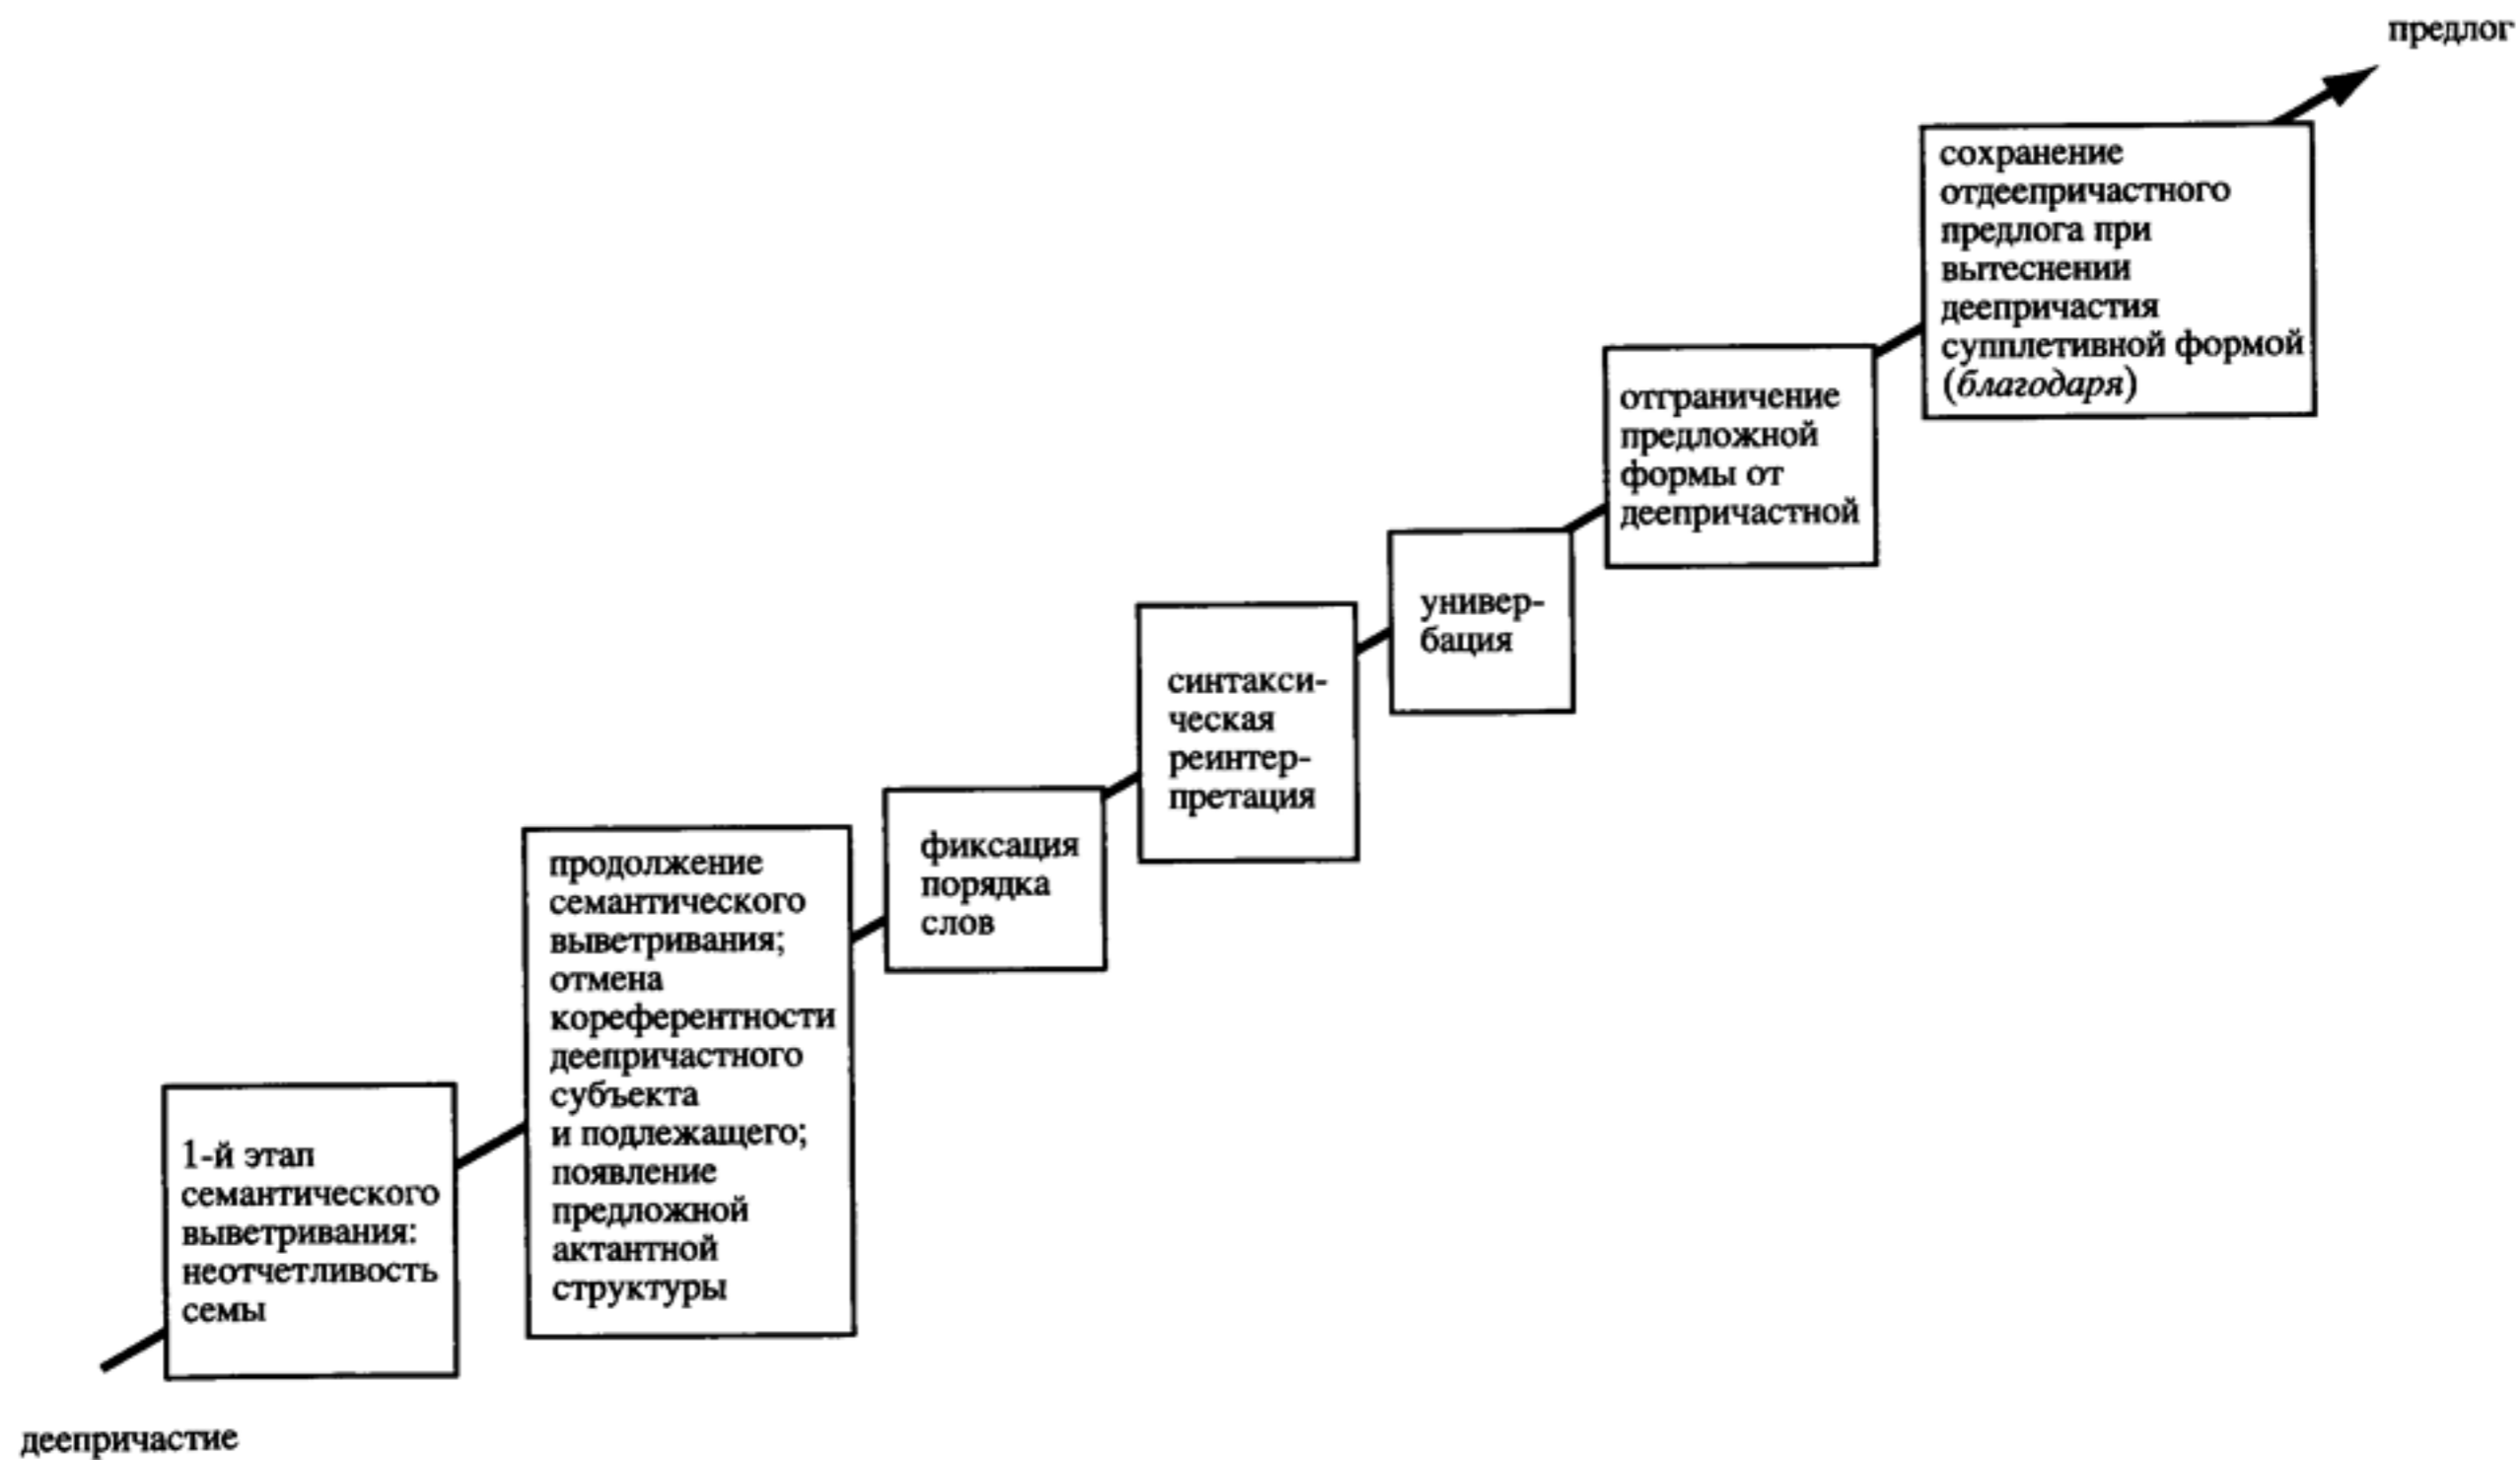 предлог
сохранение
отдеепричастного
предлога при
вытеснении
деепричастия
супплетивной формой
(благодаря)
отграничение
предложной
формы от
деепричастной
универ-
бация
синтакси-
ческая
реинтер-
претация
фиксация
порядка
слов
продолжение
семантического
выветривания;
отмена
кореферентности
деепричастного
субъекта
и подлежащего;
появление
предложной
актантной
структуры
1-й этап
семантического
выветривания:
неотчетливость
семы
деепричастие